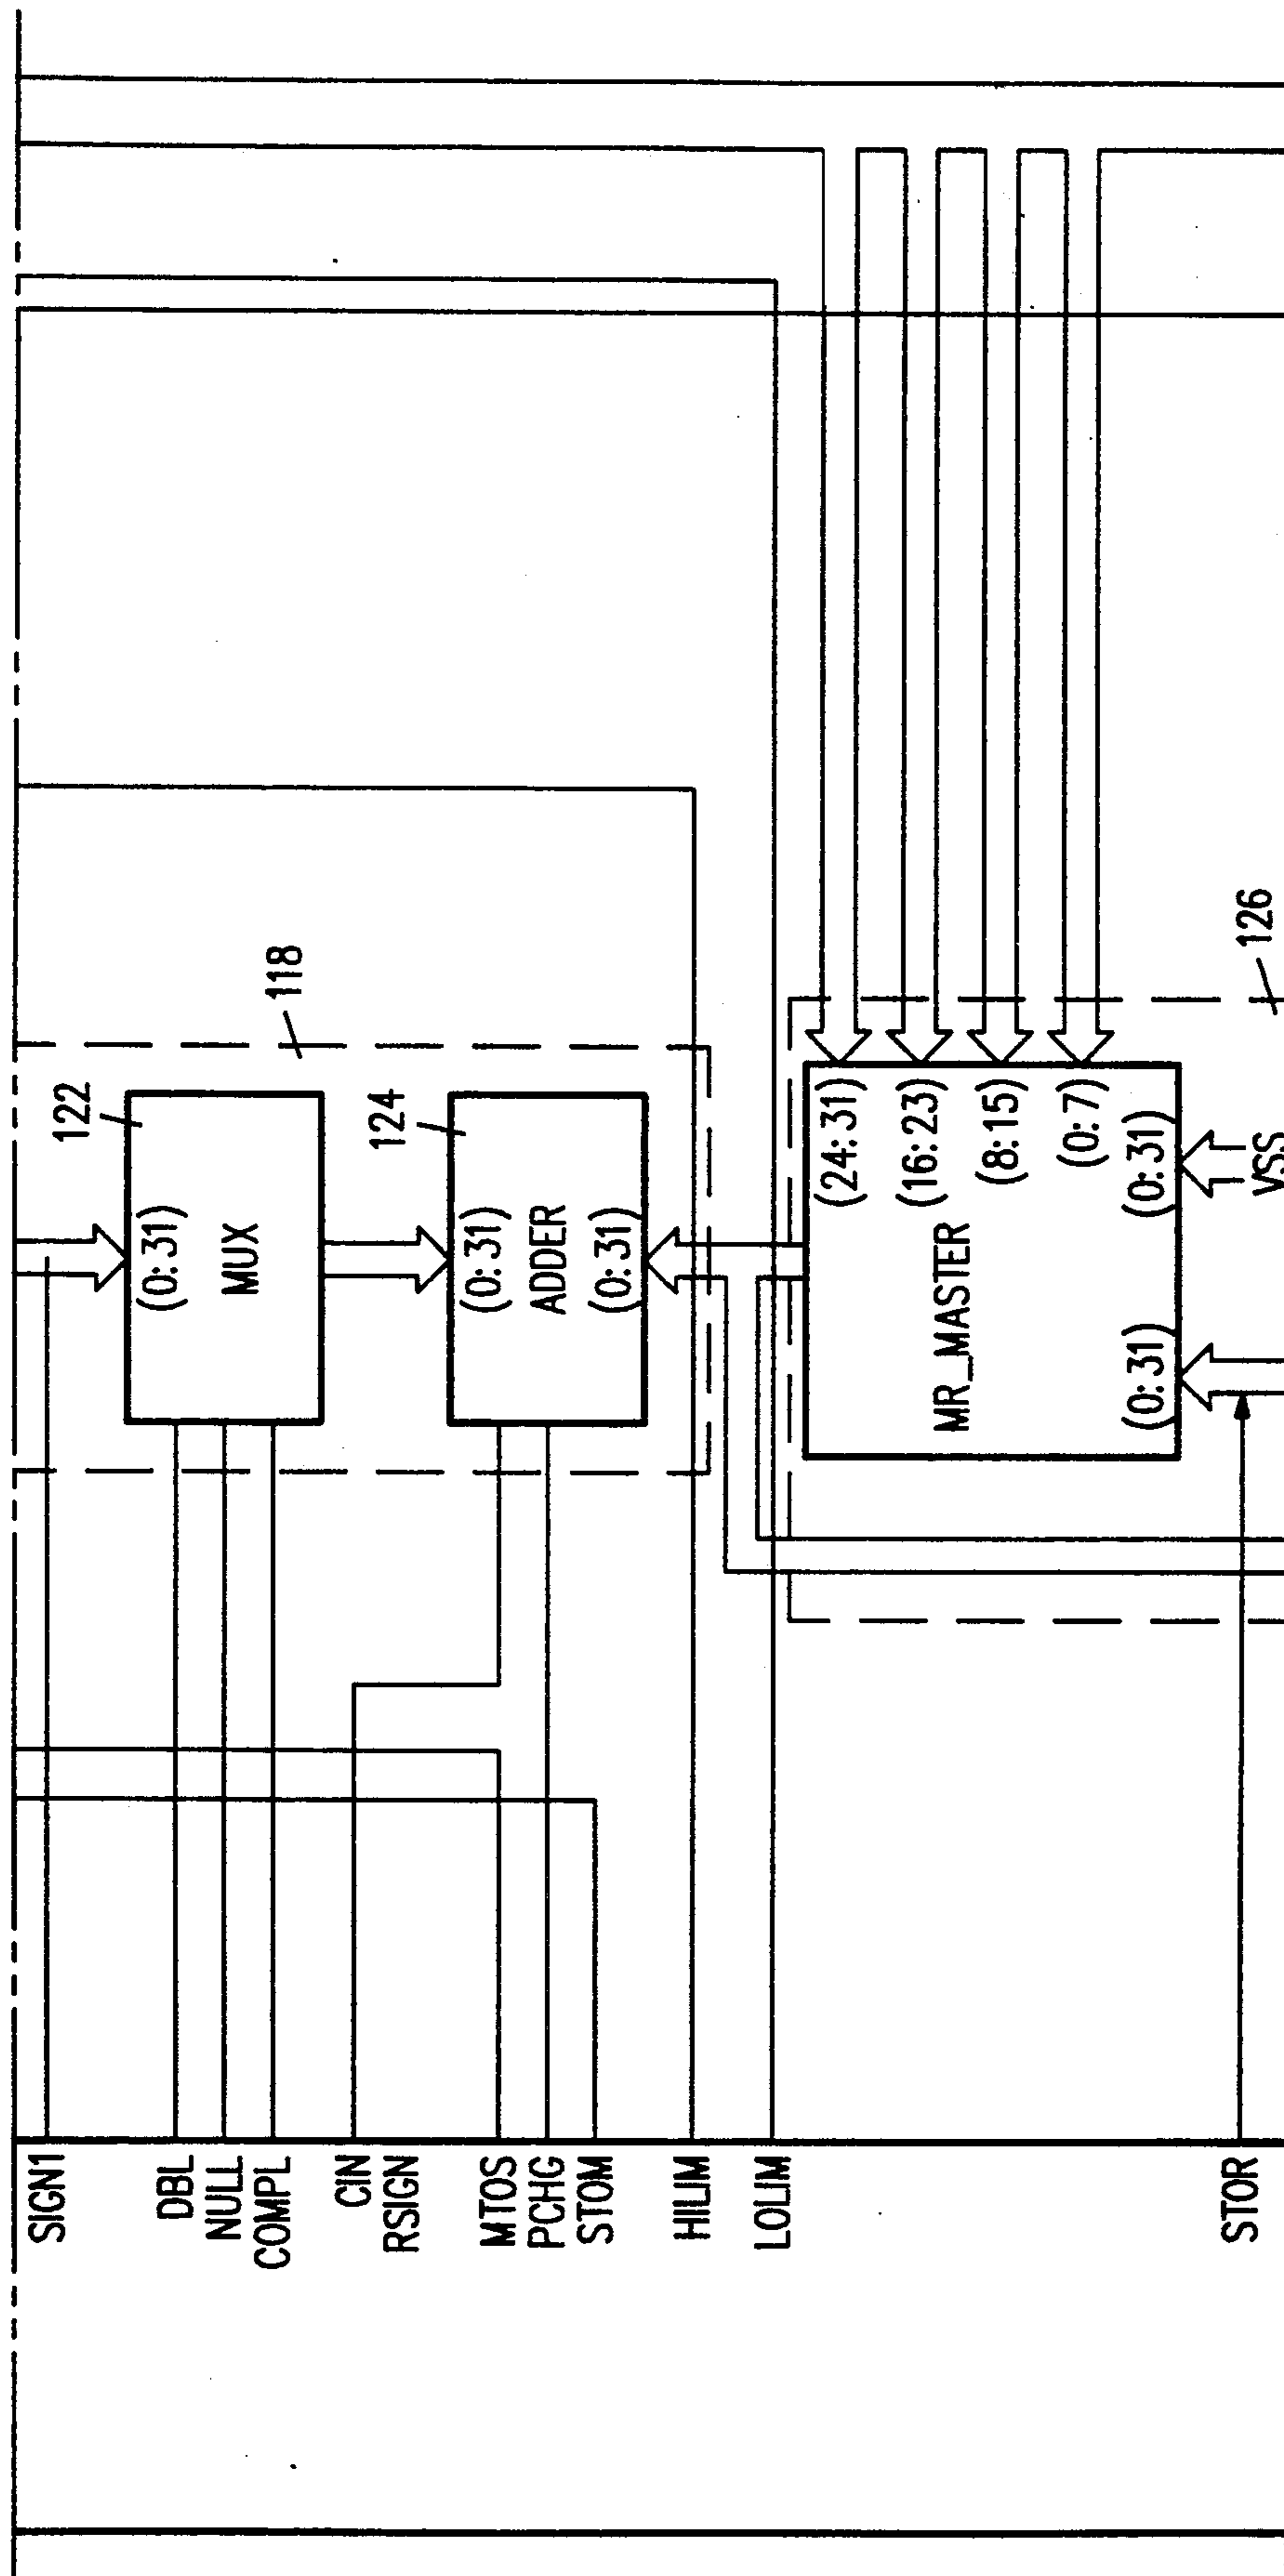 SIGN1
DBL
NULL
COMPL
CIN
RSIGN
MTOS
PCHG
STOM
HILIM
LOLIM
STOR
122
(0:31)
MUX
118
124
(0:31)
ADDER
(0:31)
MR_MASTER
(24:31)
(16:23)
(8:15)
(0:7)
(0:31)
(0:31)
VSS
126